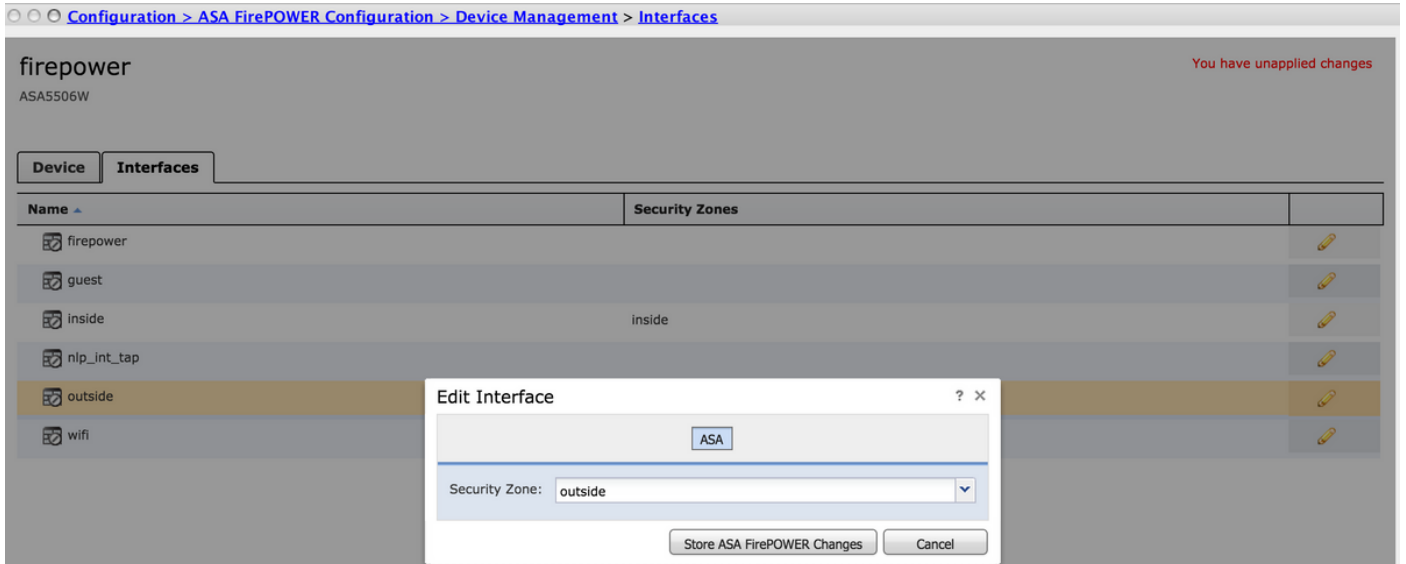 Configuration > ASA FirePOWER Configuration > Device Management > Interfaces
firepower
You have unapplied changes
ASA5506W
Device Interfaces
Name Security Zones
firepower
guest
inside inside
nlp_int_tap
outside
wifi
Edit Interface ? ×
ASA
Security Zone: outside
Store ASA FirePOWER Changes Cancel